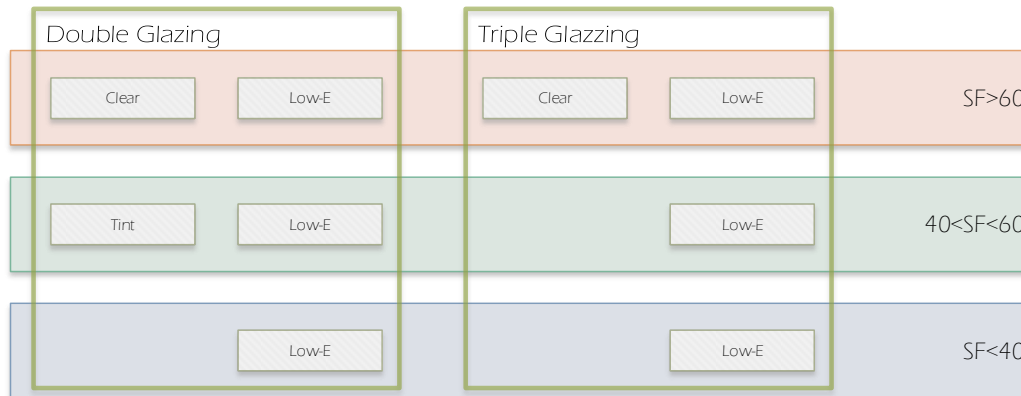 Double Glazing
Triple Glazzing
Clear
Low-E
Clear
Low-E
SF>60
Tint
Low-E
Low-E
40<SF<60
Low-E
Low-E
SF<40